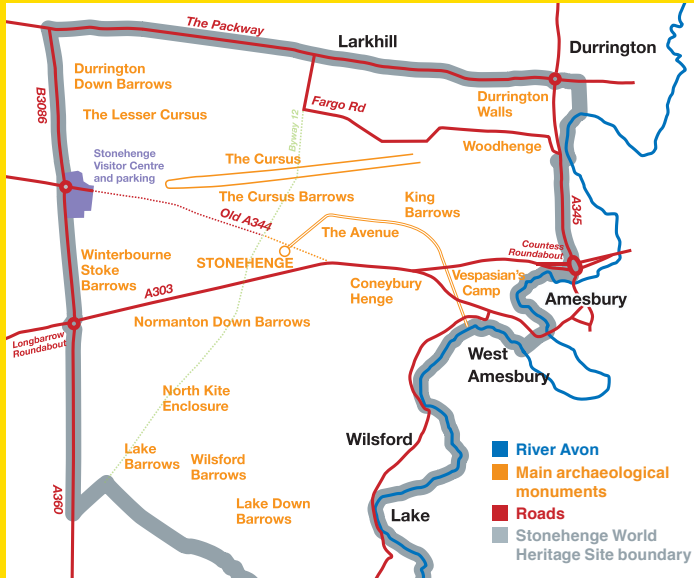 The Packway
Larkhill
Durrington
B3086
Durrington
Down Barrows
The Lesser Cursus
Fargo Rd
Byway 12
Durrington
Walls
Woodhenge
Stonehenge
Visitor Centre
and parking
The Cursus
The Cursus Barrows
King
Barrows
A345
Old A344
The Avenue
Countess
Roundabout
STONEHENGE
Winterbourne
Stoke
Barrows
A303
Coneybury
Henge
Vespasian's
Camp
Amesbury
Normanton Down Barrows
Longbarrow
Roundabout
West
Amesbury
North Kite
Enclosure
Wilsford
Lake
Barrows
Wilsford
Barrows
A360
Lake Down
Barrows
Lake
River Avon
Main archaeological
monuments
Roads
Stonehenge World
Heritage Site boundary